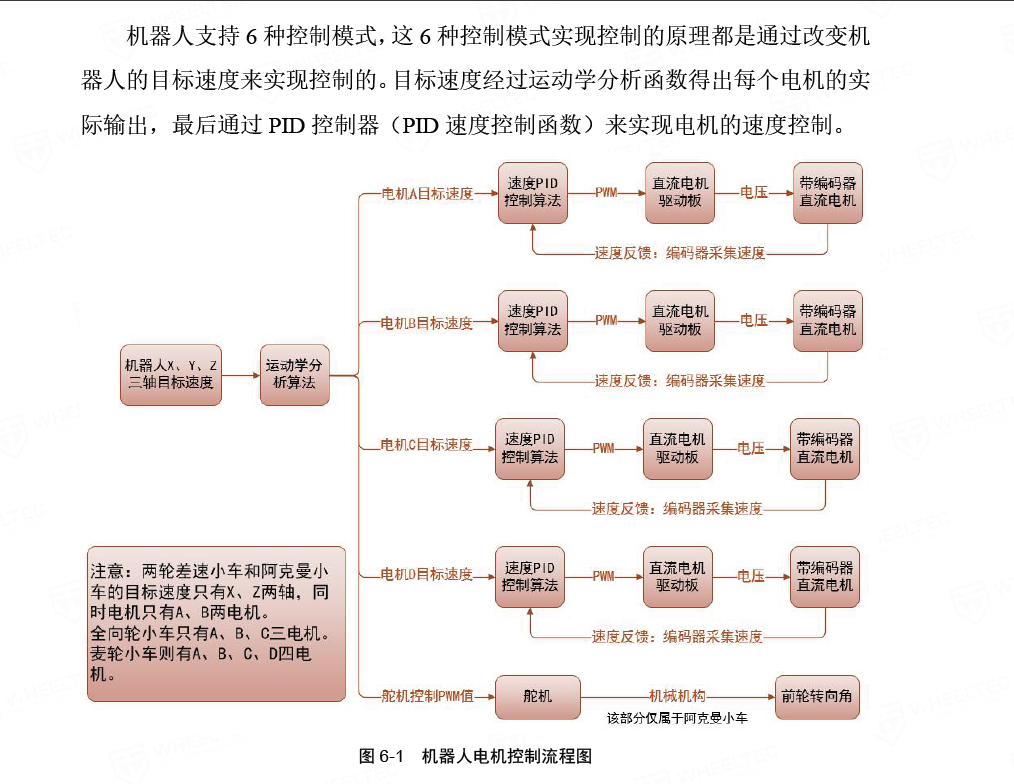 机器人支持 6 种控制模式，这 6 种控制模式实现控制的原理都是通过改变机
器人的目标速度来实现控制的。目标速度经过运动学分析函数得出每个电机的实
际输出，最后通过 PID 控制器（PID 速度控制函数）来实现电机的速度控制。
电机A目标速度
速度PID
控制算法
PWM
直流电机
驱动板
电压
带编码器
直流电机
速度反馈：编码器采集速度
电机B目标速度
速度PID
控制算法
PWM
直流电机
驱动板
电压
带编码器
直流电机
速度反馈：编码器采集速度
机器人X、Y、Z
三轴目标速度
运动学分
析算法
电机C目标速度
速度PID
控制算法
PWM
直流电机
驱动板
电压
带编码器
直流电机
速度反馈：编码器采集速度
电机D目标速度
速度PID
控制算法
PWM
直流电机
驱动板
电压
带编码器
直流电机
速度反馈：编码器采集速度
注意：两轮差速小车和阿克曼小
车的目标速度只有X、Z两轴，同
时电机只有A、B两电机。
全向轮小车只有A、B、C三电机。
麦轮小车则有A、B、C、D四电
机。
舵机控制PWM值
舵机
机械机构
该部分仅属于阿克曼小车
前轮转向角
图 6-1 机器人电机控制流程图
WHEELTEC